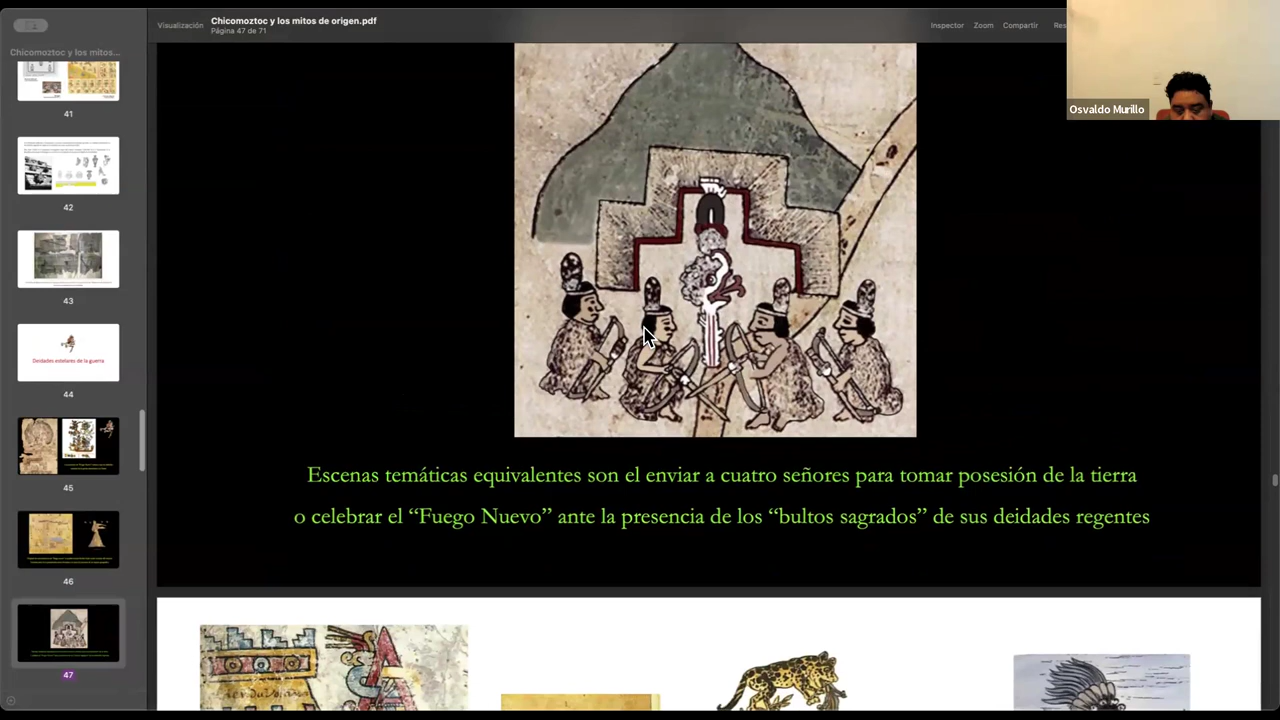 Visualización
Chicomoztoc y los mitos de origen.pdf
Página 47 de 71
Inspector
Zoom
Compartir
Osvaldo Murillo
Chicomoztoc y los mitos...
41
42
43
Deidades estelares de la guerra
44
45
46
47
Escenas temáticas equivalentes son el enviar a cuatro señores para tomar posesión de la tierra
o celebrar el “Fuego Nuevo” ante la presencia de los “bultos sagrados” de sus deidades regentes